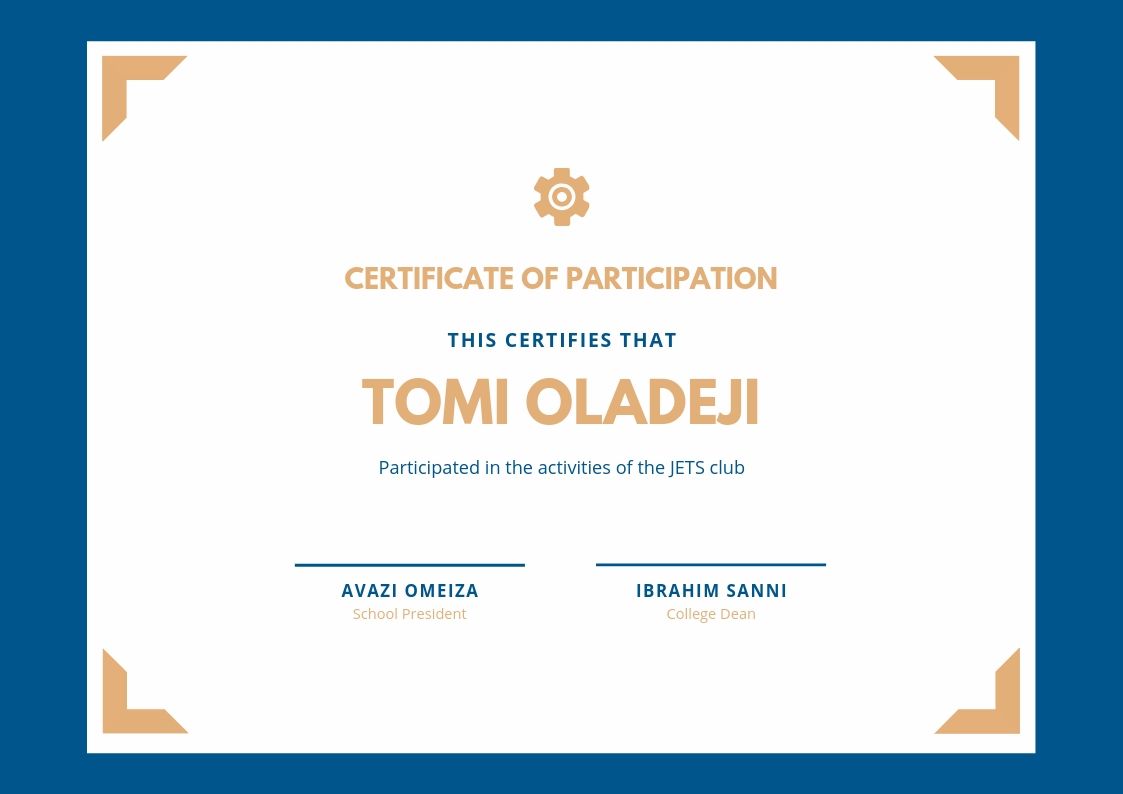 CERTIFICATE OF PARTICIPATION
THIS CERTIFIES THAT
TOMI OLADEJI
Participated in the activities of the JETS club
AVAZI OMEIZA
School President
IBRAHIM SANNI
College Dean